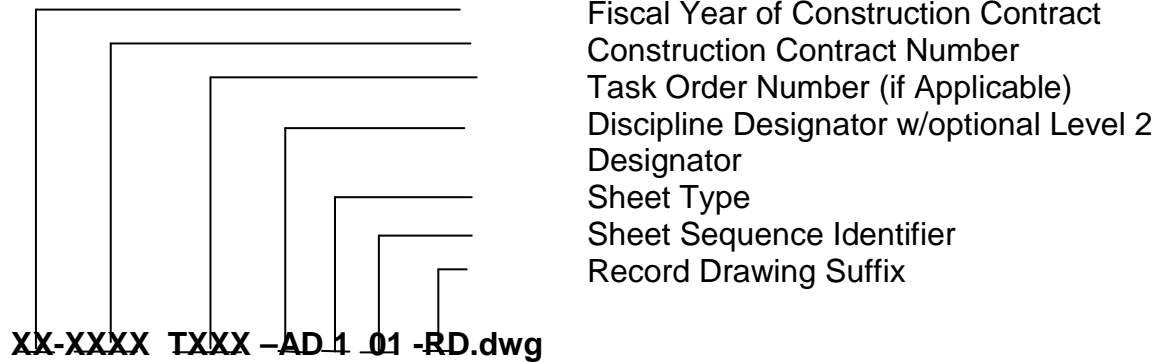 Fiscal Year of Construction Contract
Construction Contract Number
Task Order Number (if Applicable)
Discipline Designator w/optional Level 2
Designator
Sheet Type
Sheet Sequence Identifier
Record Drawing Suffix
XX-XXXX TXXX –AD 1 01 -RD.dwg